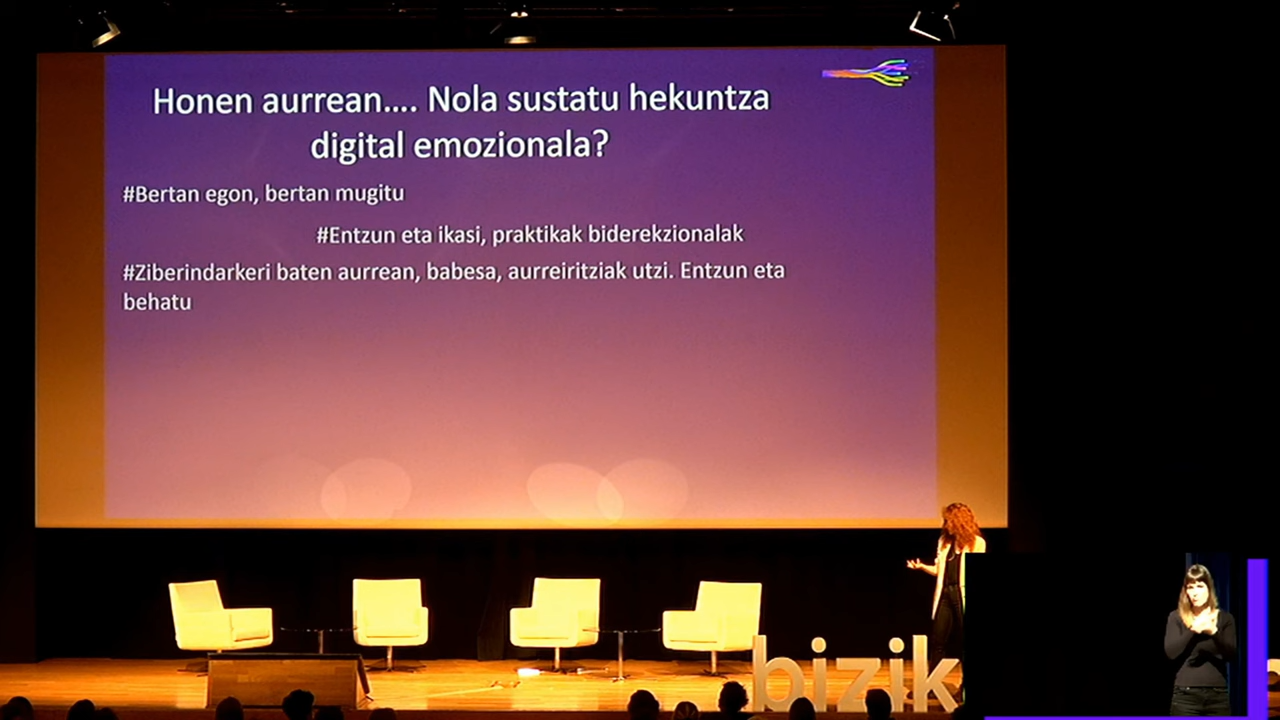 Honen aurrean.... Nola sustatu hekuntza
digital emozionala?
#Bertan egon, bertan mugitu
#Entzun eta ikasi, praktikak biderekzionalak
#Ziberindarkeri baten aurrean, babesa, aurreiritziak utzi. Entzun eta
behatu
bizik